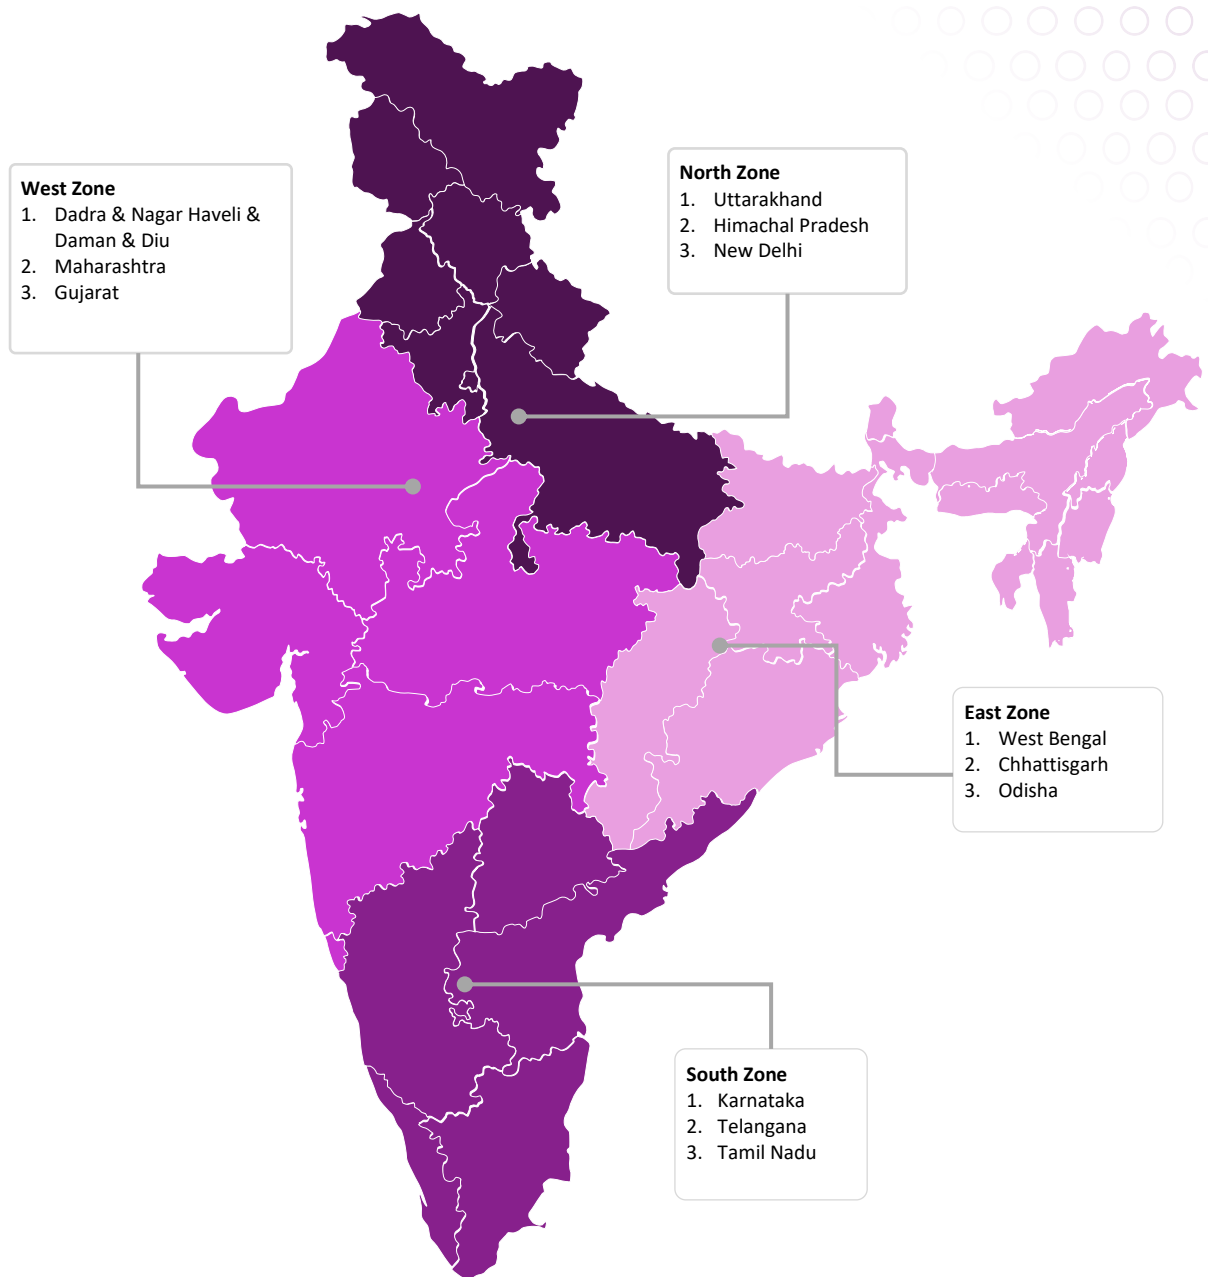 West Zone
1. Dadra & Nagar Haveli &
Daman & Diu
2. Maharashtra
3. Gujarat
North Zone
1. Uttarakhand
2. Himachal Pradesh
3. New Delhi
East Zone
1. West Bengal
2. Chhattisgarh
3. Odisha
South Zone
1. Karnataka
2. Telangana
3. Tamil Nadu